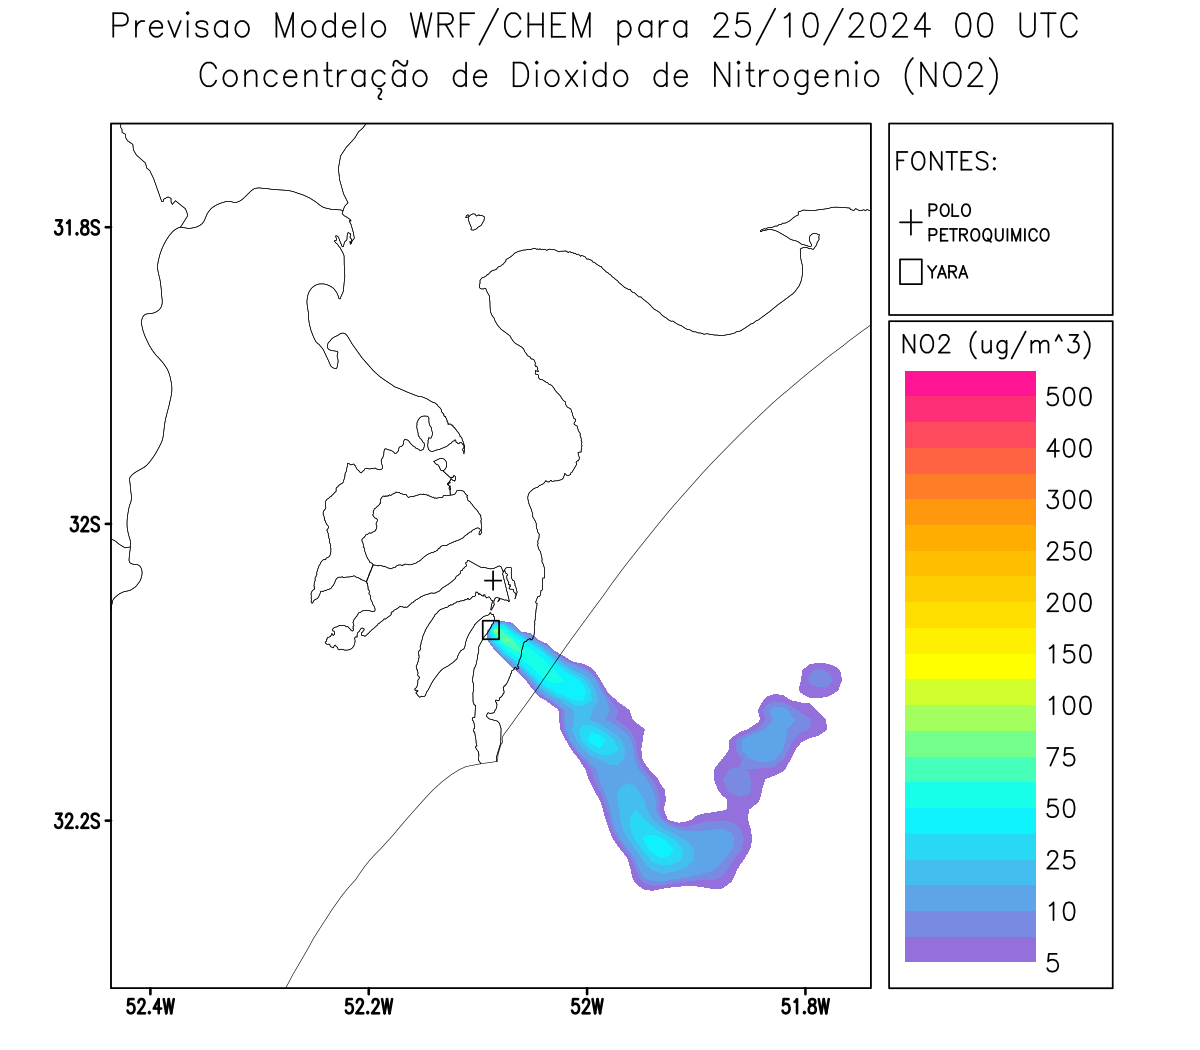 Previsao Modelo WRF/CHEM para 25/10/2024 00 UTC
Concentração de Dioxido de Nitrogenio (NO2)
FONTES:
POLO
PETROQUIMICO
YARA
NO2 (ug/m^3)
500
400
300
250
200
150
100
75
50
25
10
5
31.8S
32S
32.2S
52.4W
52.2W
52W
51.8W